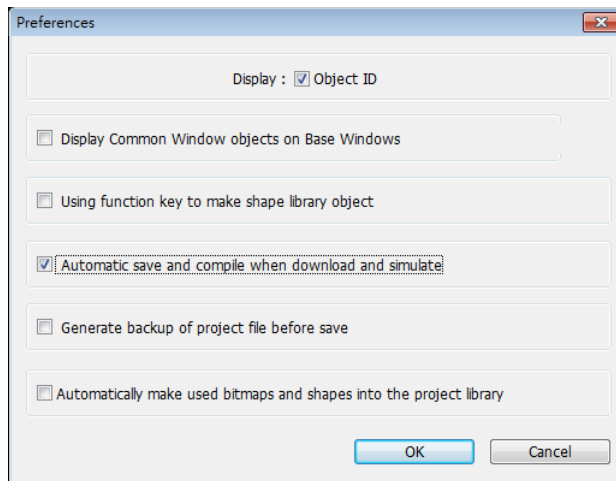 Preferences
Display : Object ID
Display Common Window objects on Base Windows
Using function key to make shape library object
Automatic save and compile when download and simulate
Generate backup of project file before save
Automatically make used bitmaps and shapes into the project library
OK Cancel